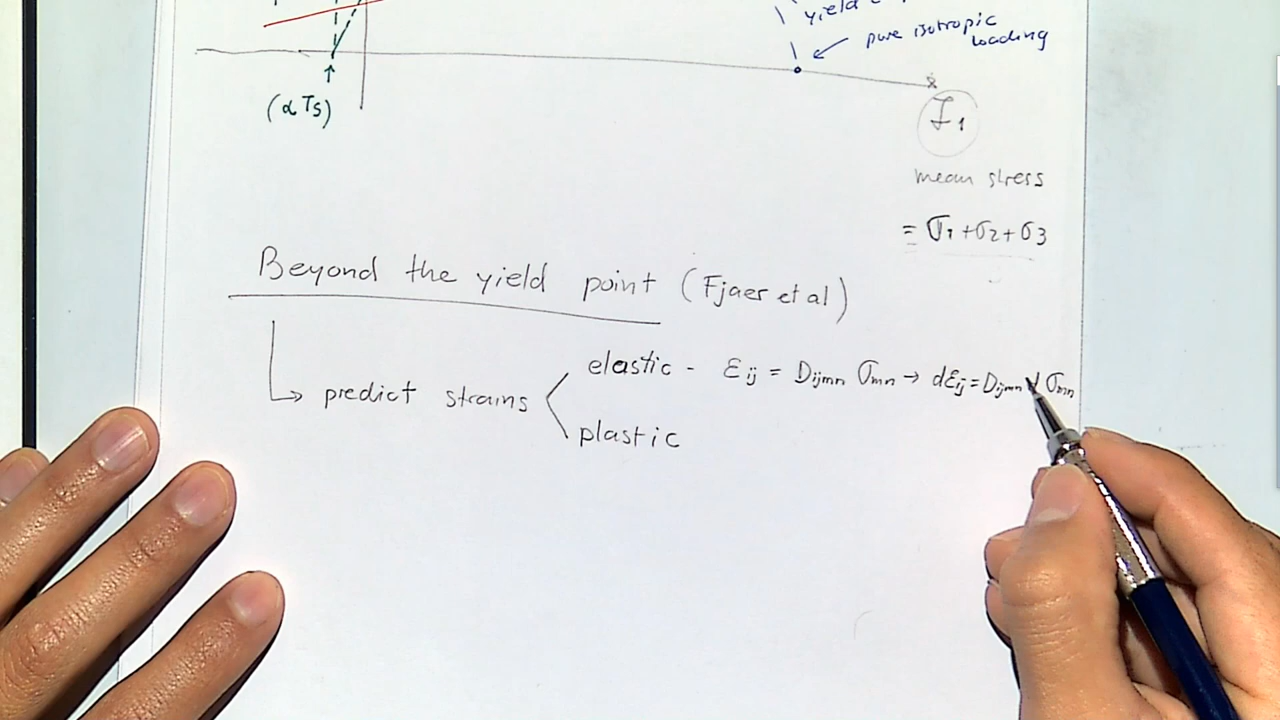 yield
pure isotropic
loading
(αTs)
I₁
mean stress
= σ₁+σ₂+σ₃
Beyond the yield point (Fjaer et al)
predict strains
elastic - εij = Dijmn σmn → dεij = Dijmn d σmn
plastic